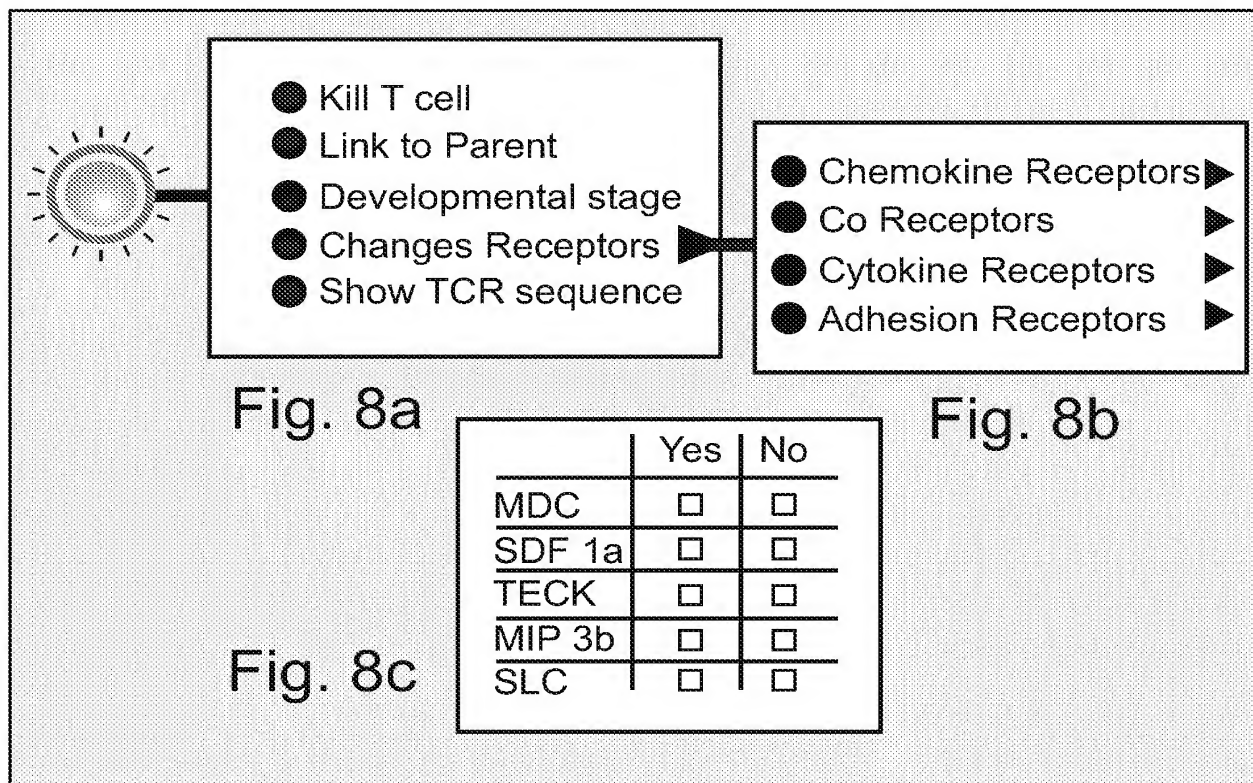 Kill T cell
Link to Parent
Developmental stage
Changes Receptors
Show TCR sequence
Fig. 8a
Chemokine Receptors
Co Receptors
Cytokine Receptors
Adhesion Receptors
Fig. 8b
Yes No
MDC
SDF 1a
TECK
MIP 3b
SLC
Fig. 8c